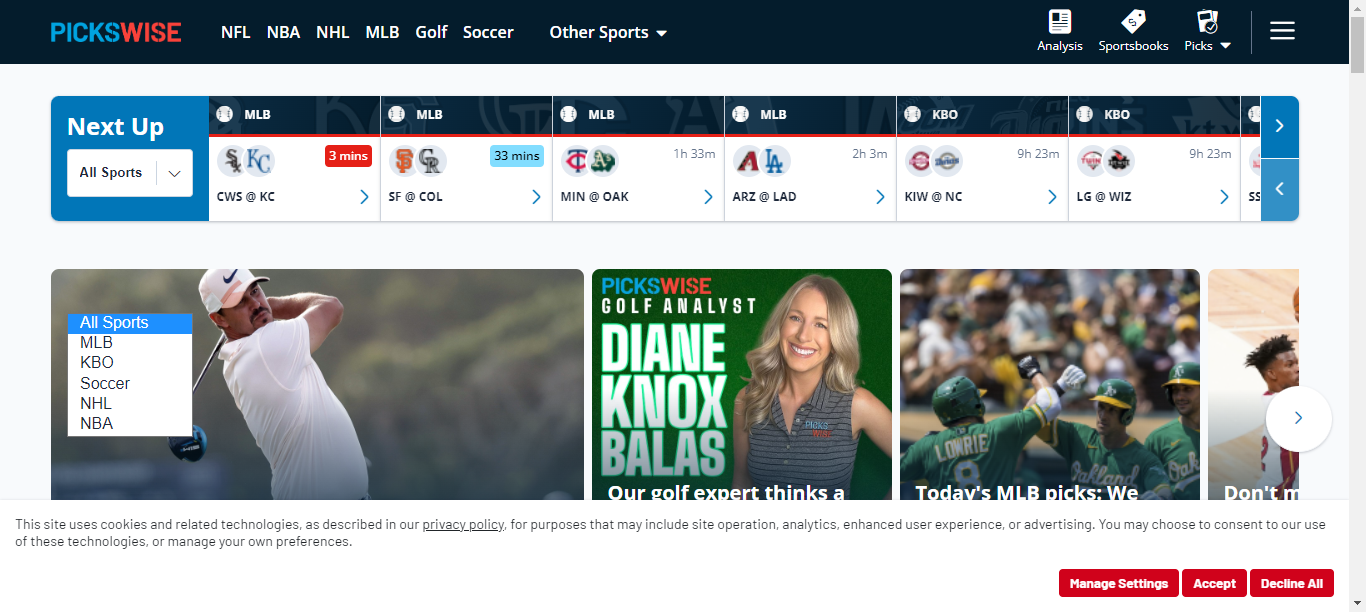 PICKSWISE
NFL NBA NHL MLB Golf Soccer Other Sports
Analysis Sportsbooks Picks
Next Up
All Sports
MLB
3 mins
CWS @ KC
MLB
33 mins
SF @ COL
MLB
1h 33m
MIN @ OAK
MLB
2h 3m
ARZ @ LAD
KBO
9h 23m
KIW @ NC
KBO
9h 23m
LG @ WIZ
All Sports
MLB
KBO
Soccer
NHL
NBA
PICKSWISE
GOLF ANALYST
DIANE
KNOX
BALAS
PICKS
WISE
Our golf expert thinks a
LOWRIE
8
Oakland
Today's MLB picks: We
2
Don't m
This site uses cookies and related technologies, as described in our privacy policy, for purposes that may include site operation, analytics, enhanced user experience, or advertising. You may choose to consent to our use
of these technologies, or manage your own preferences.
Manage Settings Accept Decline All